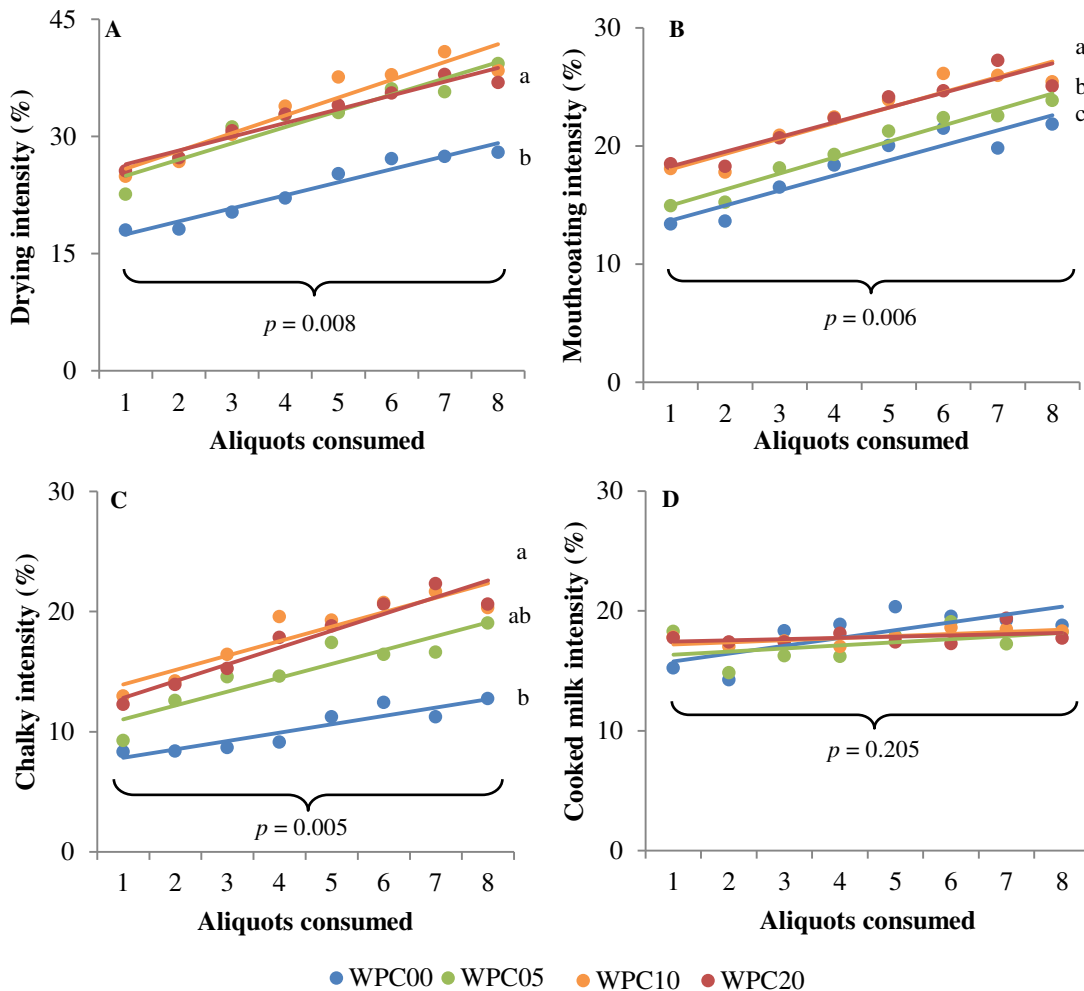 A
Drying intensity (%)
45
30
15
0
a
b
p = 0.008
1 2 3 4 5 6 7 8
Aliquots consumed
B
Mouthcoating intensity (%)
30
20
10
0
a
b
c
p = 0.006
1 2 3 4 5 6 7 8
Aliquots consumed
C
Chalky intensity (%)
30
20
10
0
a
ab
b
p = 0.005
1 2 3 4 5 6 7 8
Aliquots consumed
D
Cooked milk intensity (%)
30
20
10
0
p = 0.205
1 2 3 4 5 6 7 8
Aliquots consumed
WPC00 WPC05 WPC10 WPC20